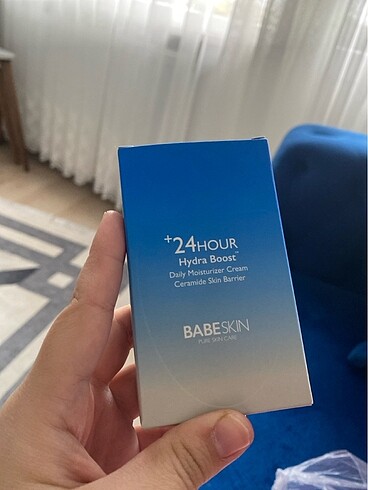 +24HOUR
Hydra Boost
Daily Moisturizer Cream
Ceramide Skin Barrier
BABESKIN
PURE SKIN CARE